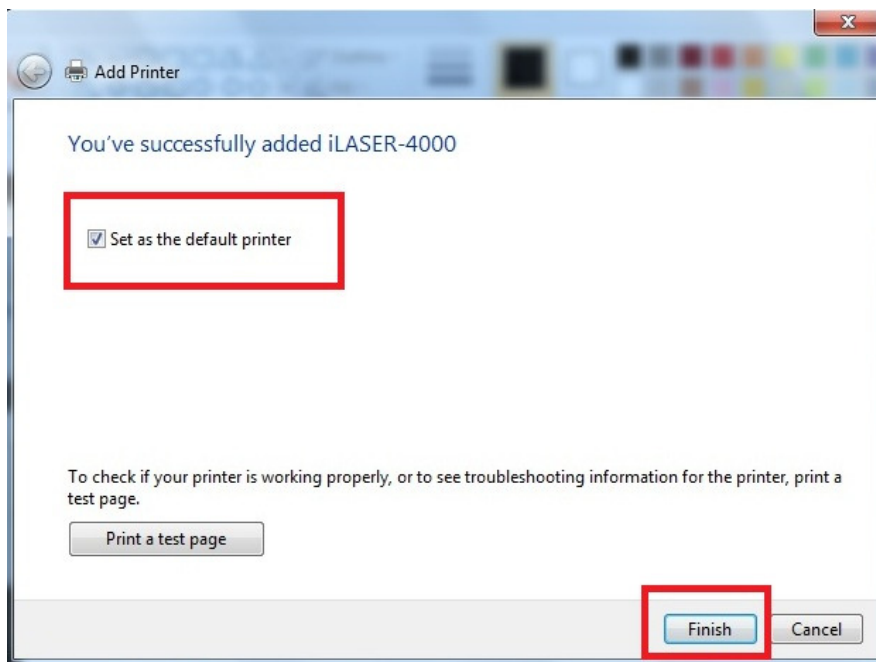 Add Printer
You've successfully added iLASER-4000
Set as the default printer
To check if your printer is working properly, or to see troubleshooting information for the printer, print a
test page.
Print a test page
Finish
Cancel